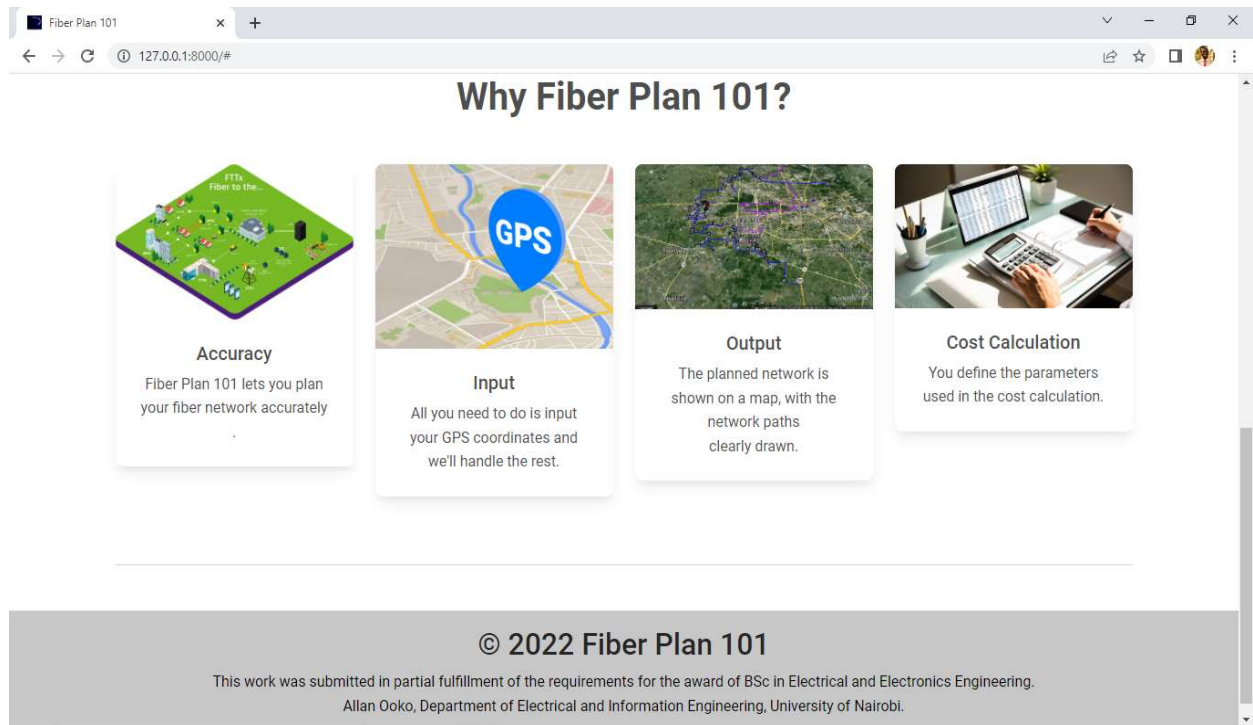 Fiber Plan 101
127.0.0.1:8000/#
Why Fiber Plan 101?
FTTx
Fiber to the...
GPS
Accuracy
Fiber Plan 101 lets you plan
your fiber network accurately
.
Input
All you need to do is input
your GPS coordinates and
we'll handle the rest.
Output
The planned network is
shown on a map, with the
network paths
clearly drawn.
Cost Calculation
You define the parameters
used in the cost calculation.
© 2022 Fiber Plan 101
This work was submitted in partial fulfillment of the requirements for the award of BSc in Electrical and Electronics Engineering.
Allan Ooko, Department of Electrical and Information Engineering, University of Nairobi.